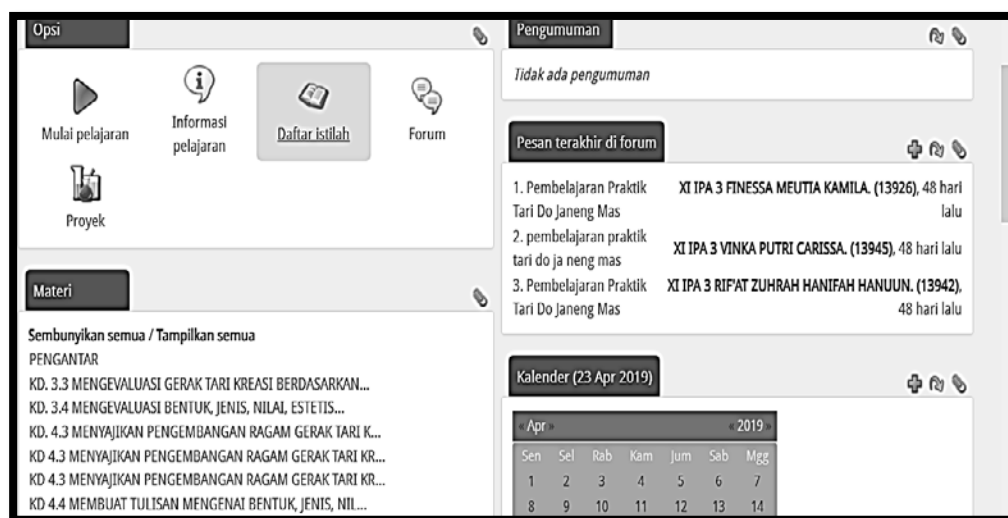 Opsi
Mulai pelajaran
Informasi
pelajaran
Daftar istilah
Forum
Proyek
Materi
Sembunyikan semua / Tampilkan semua
PENGANTAR
KD. 3.3 MENGEVALUASI GERAK TARI KREASI BERDASARKAN...
KD. 3.4 MENGEVALUASI BENTUK, JENIS, NILAI, ESTETIS...
KD. 4.3 MENYAJIKAN PENGEMBANGAN RAGAM GERAK TARI K...
KD 4.3 MENYAJIKAN PENGEMBANGAN RAGAM GERAK TARI KR...
KD 4.3 MENYAJIKAN PENGEMBANGAN RAGAM GERAK TARI KR...
KD 4.4 MEMBUAT TULISAN MENGENAI BENTUK, JENIS, NIL...
Pengumuman
Tidak ada pengumuman
Pesan terakhir di forum
1. Pembelajaran Praktik XI IPA 3 FINESSA MEUTIA KAMILA. (13926), 48 hari
Tari Do Janeng Mas lalu
2. pembelajaran praktik
tari do ja neng mas XI IPA 3 VINKA PUTRI CARISSA. (13945), 48 hari lalu
3. Pembelajaran Praktik XI IPA 3 RIF'AT ZUHRAH HANIFAH HANUUN. (13942),
Tari Do Janeng Mas 48 hari lalu
Kalender (23 Apr 2019)
« Apr » « 2019 »
Sen Sel Rab Kam Jum Sab Mgg
1 2 3 4 5 6 7
8 9 10 11 12 13 14